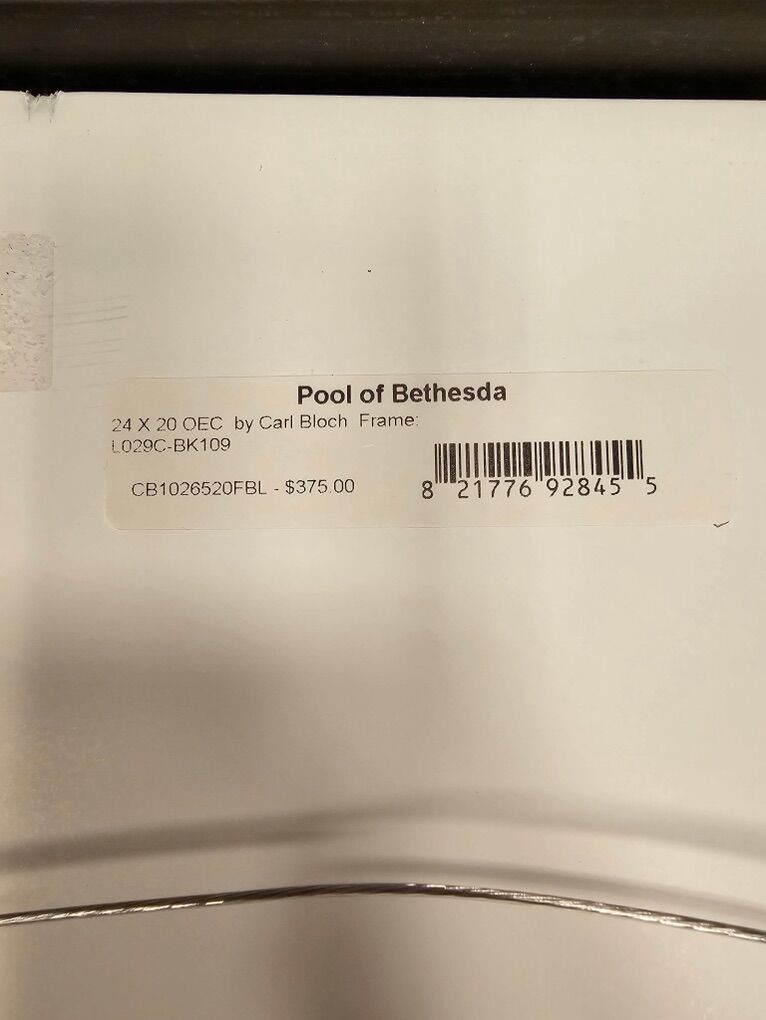 Pool of Bethesda
24 X 20 OEC by Carl Bloch Frame:
L029C-BK109
CB1026520FBL - $375.00
8 21776 92845 5